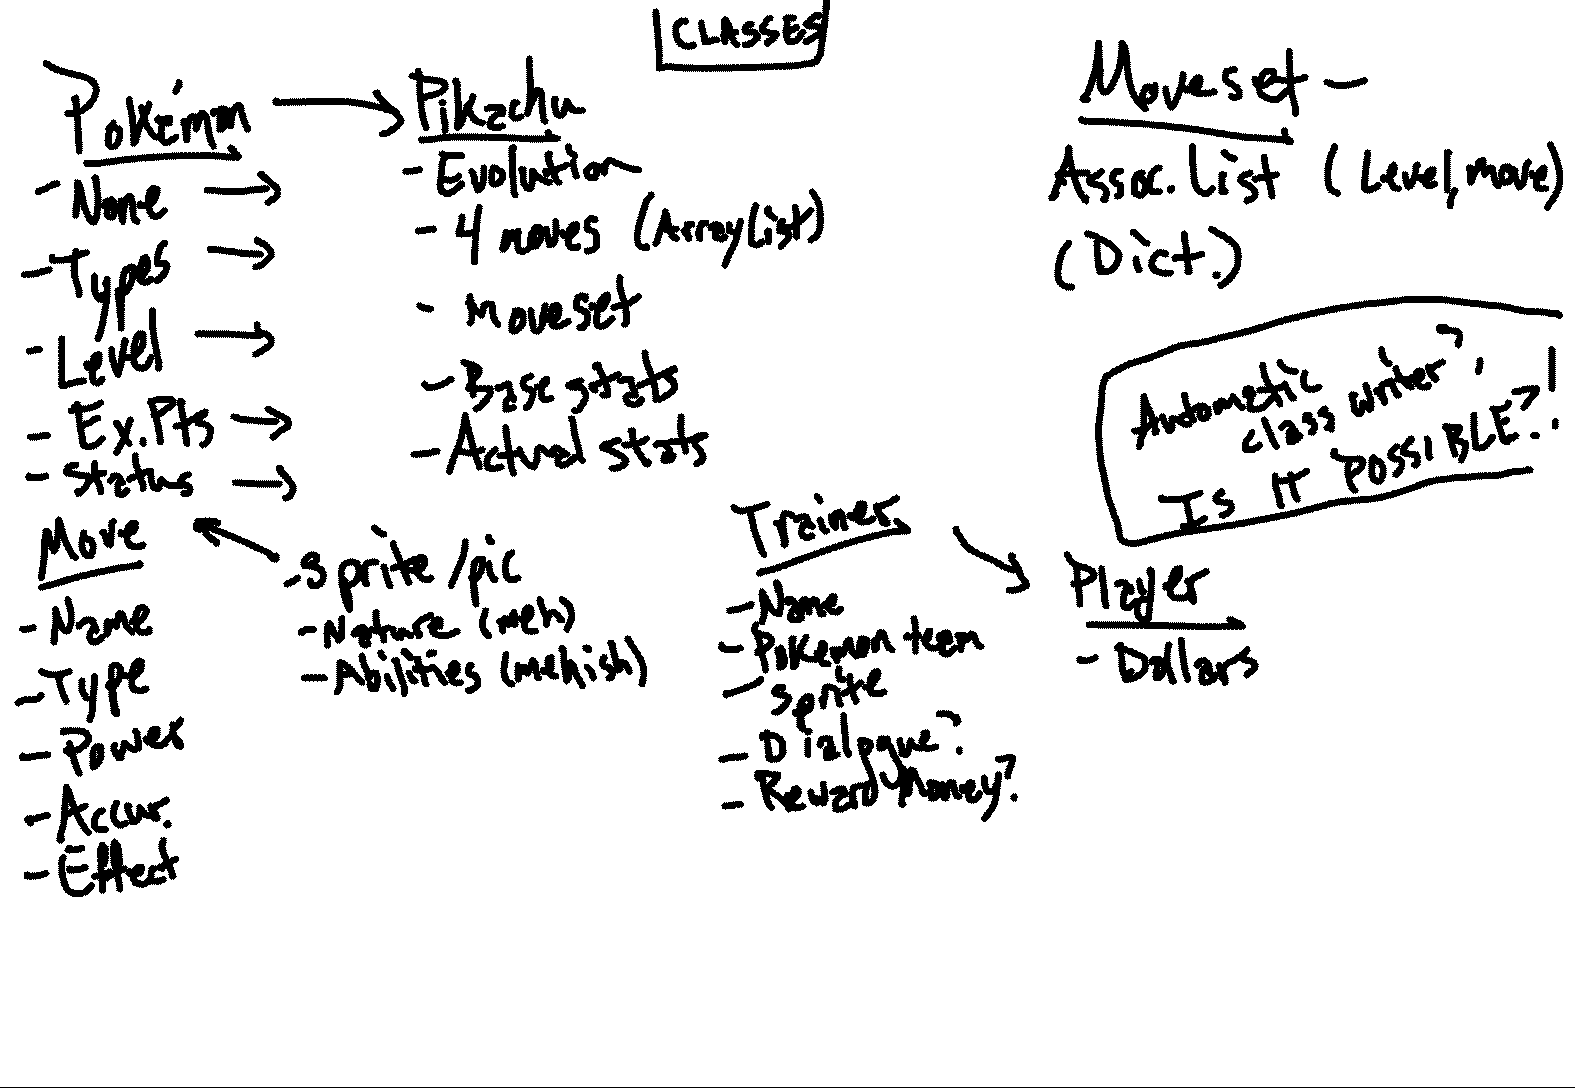 CLASSES
Pokémon
- None
- Types
- Level
- Ex. Pts
- Status
- Sprite/pic
- Nature (meh)
- Abilities (mehish)
Pikachu
- Evolution
- 4 moves (ArrayList)
- moveset
- Base stats
- Actual stats
Moveset -
Assoc. List (Level, move)
(Dict.)
Automatic
class writer?
IS IT POSSIBLE?!
Move
- Name
- Type
- Power
- Accur.
- Effect
Trainer
- Name
- Pokemon team
- Sprite
- Dialogue?
- Reward Money?
Player
- Dollars